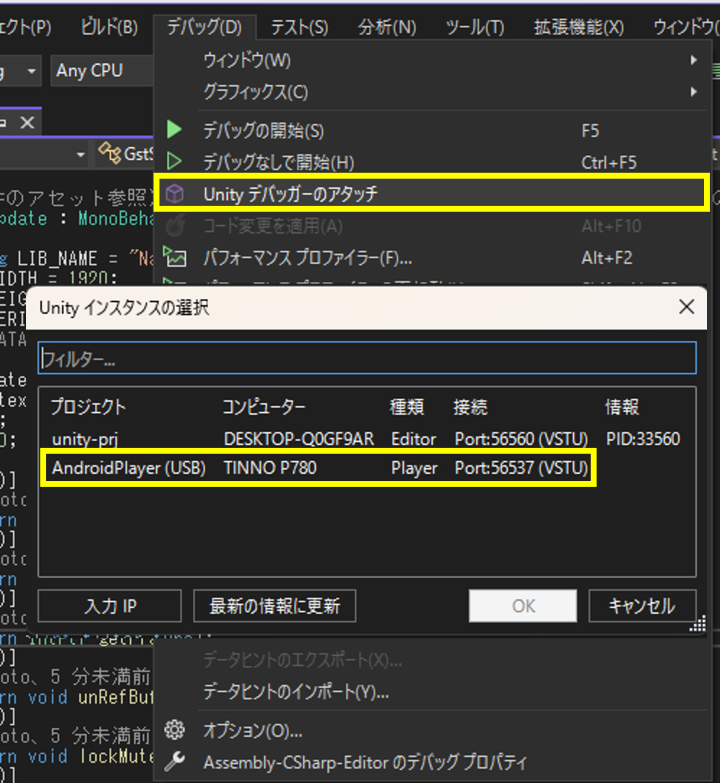 ェクト(P) ビルド(B) デバッグ(D) テスト(S) 分析(N) ツール(T) 拡張機能(X) ウィンドウ(
Any CPU
ウィンドウ(W)
グラフィックス(C)
デバッグの開始(S) F5
GstS
デバッグなしで開始(H) Ctrl+F5
のアセット参照)
Unity デバッガーのアタッチ
pdate : MonoBeha
コード変更を適用(A) Alt+F10
g LIB_NAME = "Na
パフォーマンス プロファイラー(F)... Alt+F2
IDTH = 1920;
Unity インスタンスの選択
フィルター...
プロジェクト コンピューター 種類 接続 情報
unity-prj DESKTOP-Q0GF9AR Editor Port:56560 (VSTU) PID:33560
AndroidPlayer (USB) TINNO P780 Player Port:56537 (VSTU)
入力 IP 最新の情報に更新 OK キャンセル
データヒントのエクスポート(X)...
oto、5 分未満前
データヒントのインポート(Y)...
rn void unRefBuf
オプション(O)...
oto、5 分未満前
rn void lockMute
Assembly-CSharp-Editor のデバッグ プロパティ